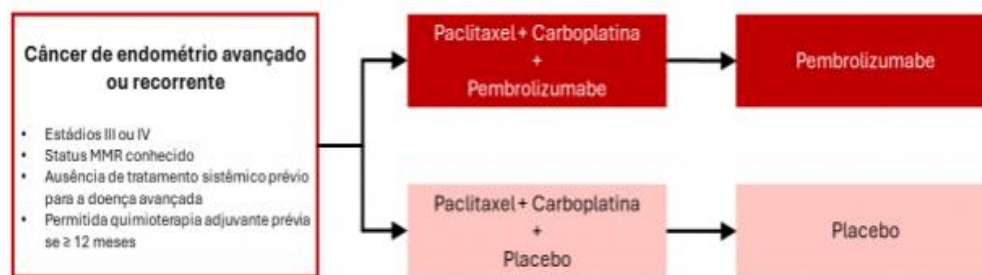 Câncer de endométrio avançado
ou recorrente
• Estádios III ou IV
• Status MMR conhecido
• Ausência de tratamento sistêmico prévio
para a doença avançada
• Permitida quimioterapia adjuvante prévia
se ≥ 12 meses
Paclitaxel + Carboplatina
+
Pembrolizumabe
Pembrolizumabe
Paclitaxel + Carboplatina
+
Placebo
Placebo